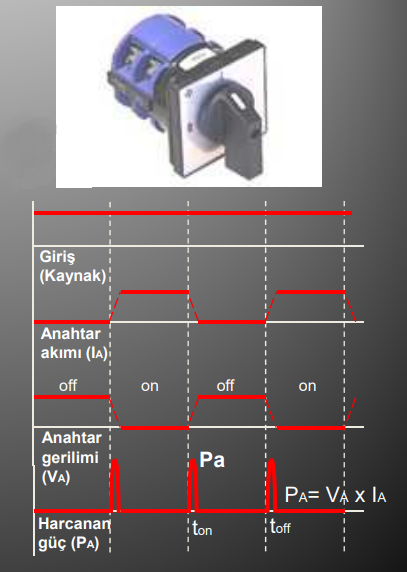 Giriş
(Kaynak)
Anahtar
akımı (IA)
off on off on
Anahtar
gerilimi
(VA)
Pa
PA= VA x IA
Harcanan
güç (PA)
ton toff